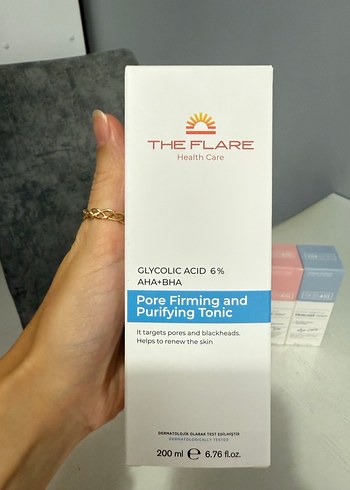 THE FLARE
Health Care
GLYCOLIC ACID 6%
AHA+BHA
Pore Firming and
Purifying Tonic
It targets pores and blackheads.
Helps to renew the skin
DERMATOLOJİK OLARAK TEST EDİLMİŞTİR
DERMATOLOGICALLY TESTED
200 ml ℮ 6.76 fl.oz.